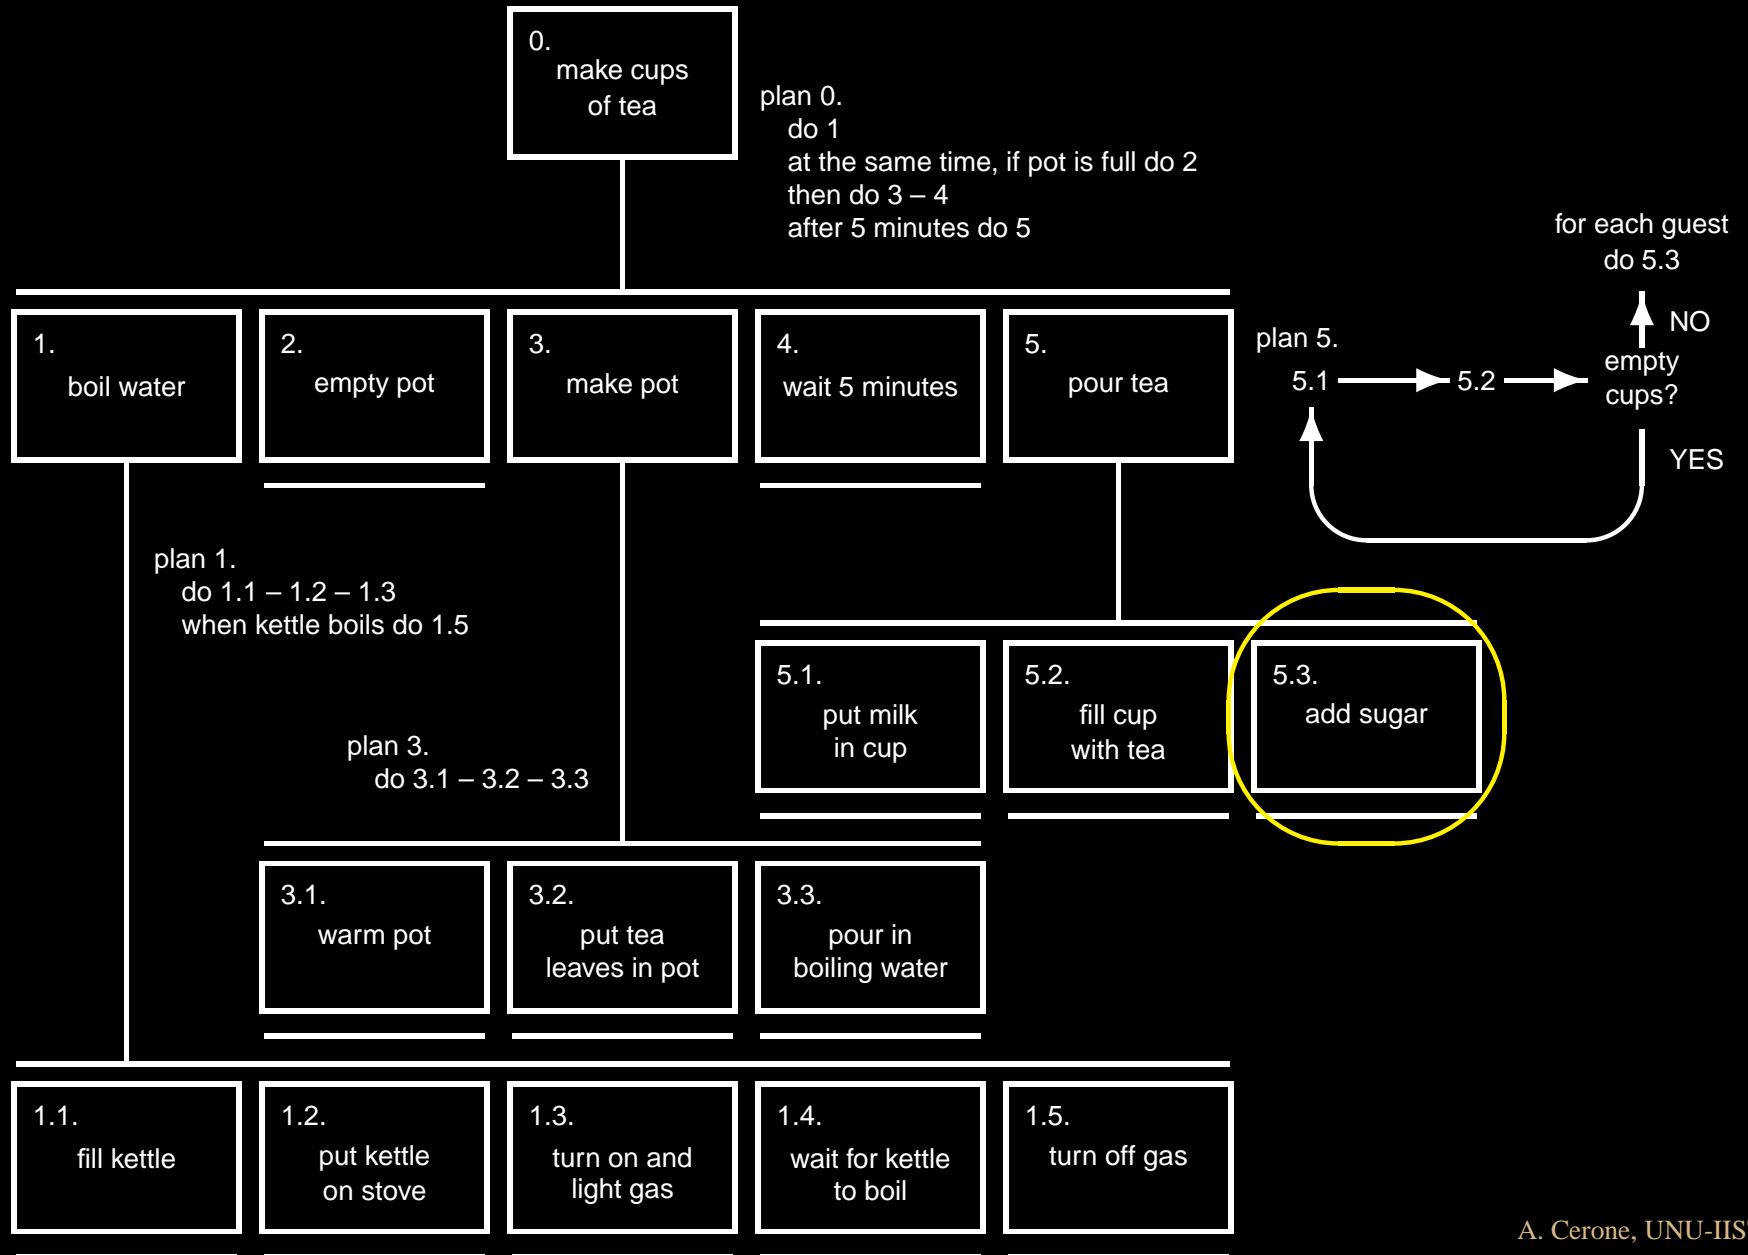 0.
make cups
of tea
plan 0.
do 1
at the same time, if pot is full do 2
then do 3 – 4
after 5 minutes do 5
for each guest
do 5.3
NO
empty
cups?
YES
plan 5.
5.1
5.2
1.
boil water
2.
empty pot
3.
make pot
4.
wait 5 minutes
5.
pour tea
plan 1.
do 1.1 – 1.2 – 1.3
when kettle boils do 1.5
plan 3.
do 3.1 – 3.2 – 3.3
5.1.
put milk
in cup
5.2.
fill cup
with tea
5.3.
add sugar
3.1.
warm pot
3.2.
put tea
leaves in pot
3.3.
pour in
boiling water
1.1.
fill kettle
1.2.
put kettle
on stove
1.3.
turn on and
light gas
1.4.
wait for kettle
to boil
1.5.
turn off gas
A. Cerone, UNU-IIS